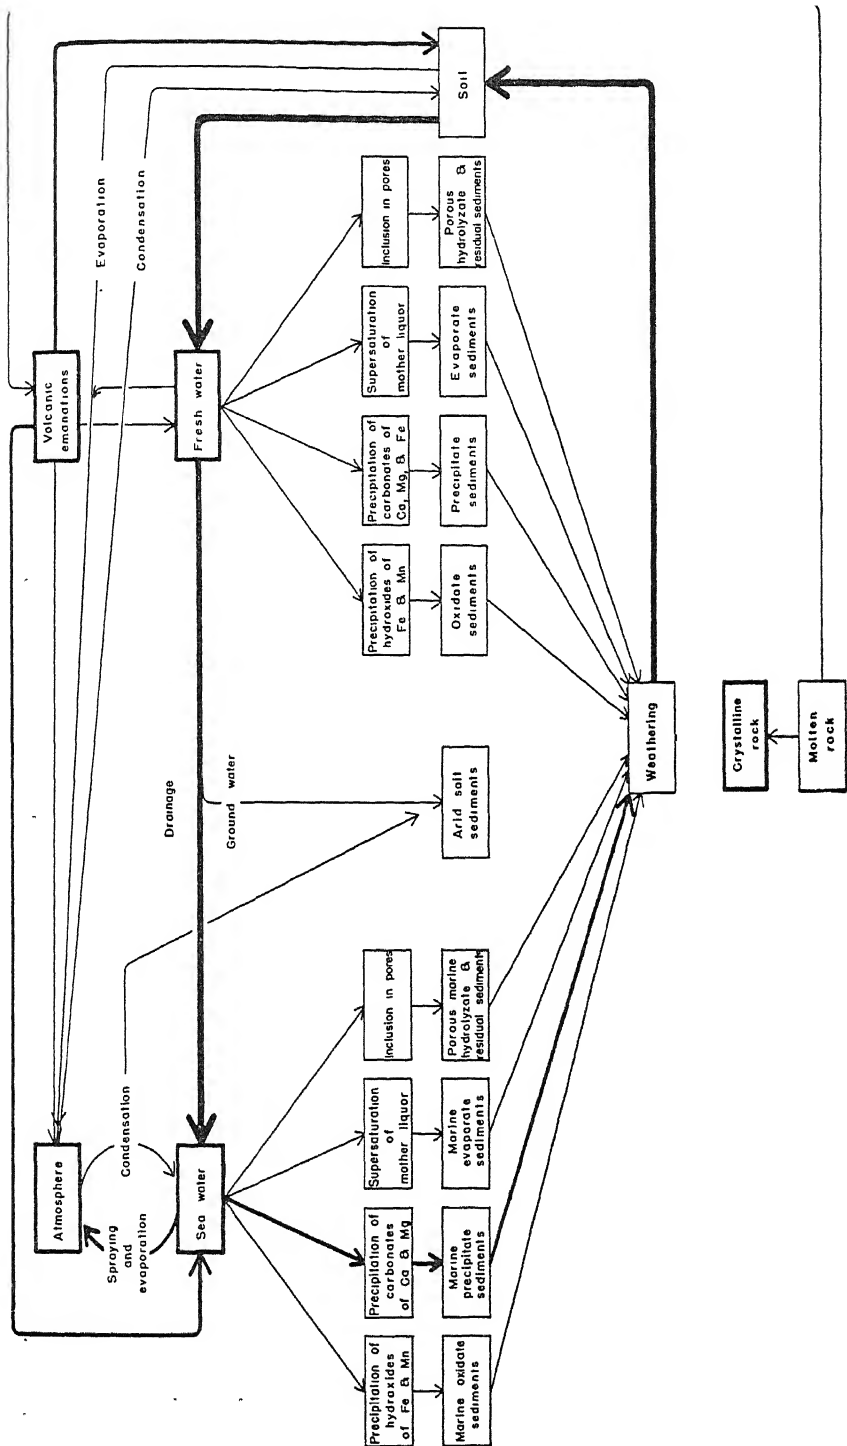 Atmosphere
Volcanic
emanations
Spraying
and
evaporation
Condensation
Evaporation
Condensation
Sea water
Drainage
Ground water
Fresh water
Precipitation of
hydroxides
of Fe & Mn
Precipitation of
carbonates
of Ca & Mg
Supersaturation
of
mother liquor
Inclusion in pores
Precipitation of
hydroxides of
Fe & Mn
Precipitation of
carbonates of
Ca, Mg, & Fe
Supersaturation
of
mother liquor
Inclusion in pores
Marine oxidate
sediments
Marine
precipitate
sediments
Marine
evaporate
sediments
Porous marine
hydrolyzate &
residual sediments
Arid salt
sediments
Oxidate
sediments
Precipitate
sediments
Evaporate
sediments
Porous
hydrolyzate &
residual sediments
Soil
Weathering
Crystalline
rock
Molten
rock